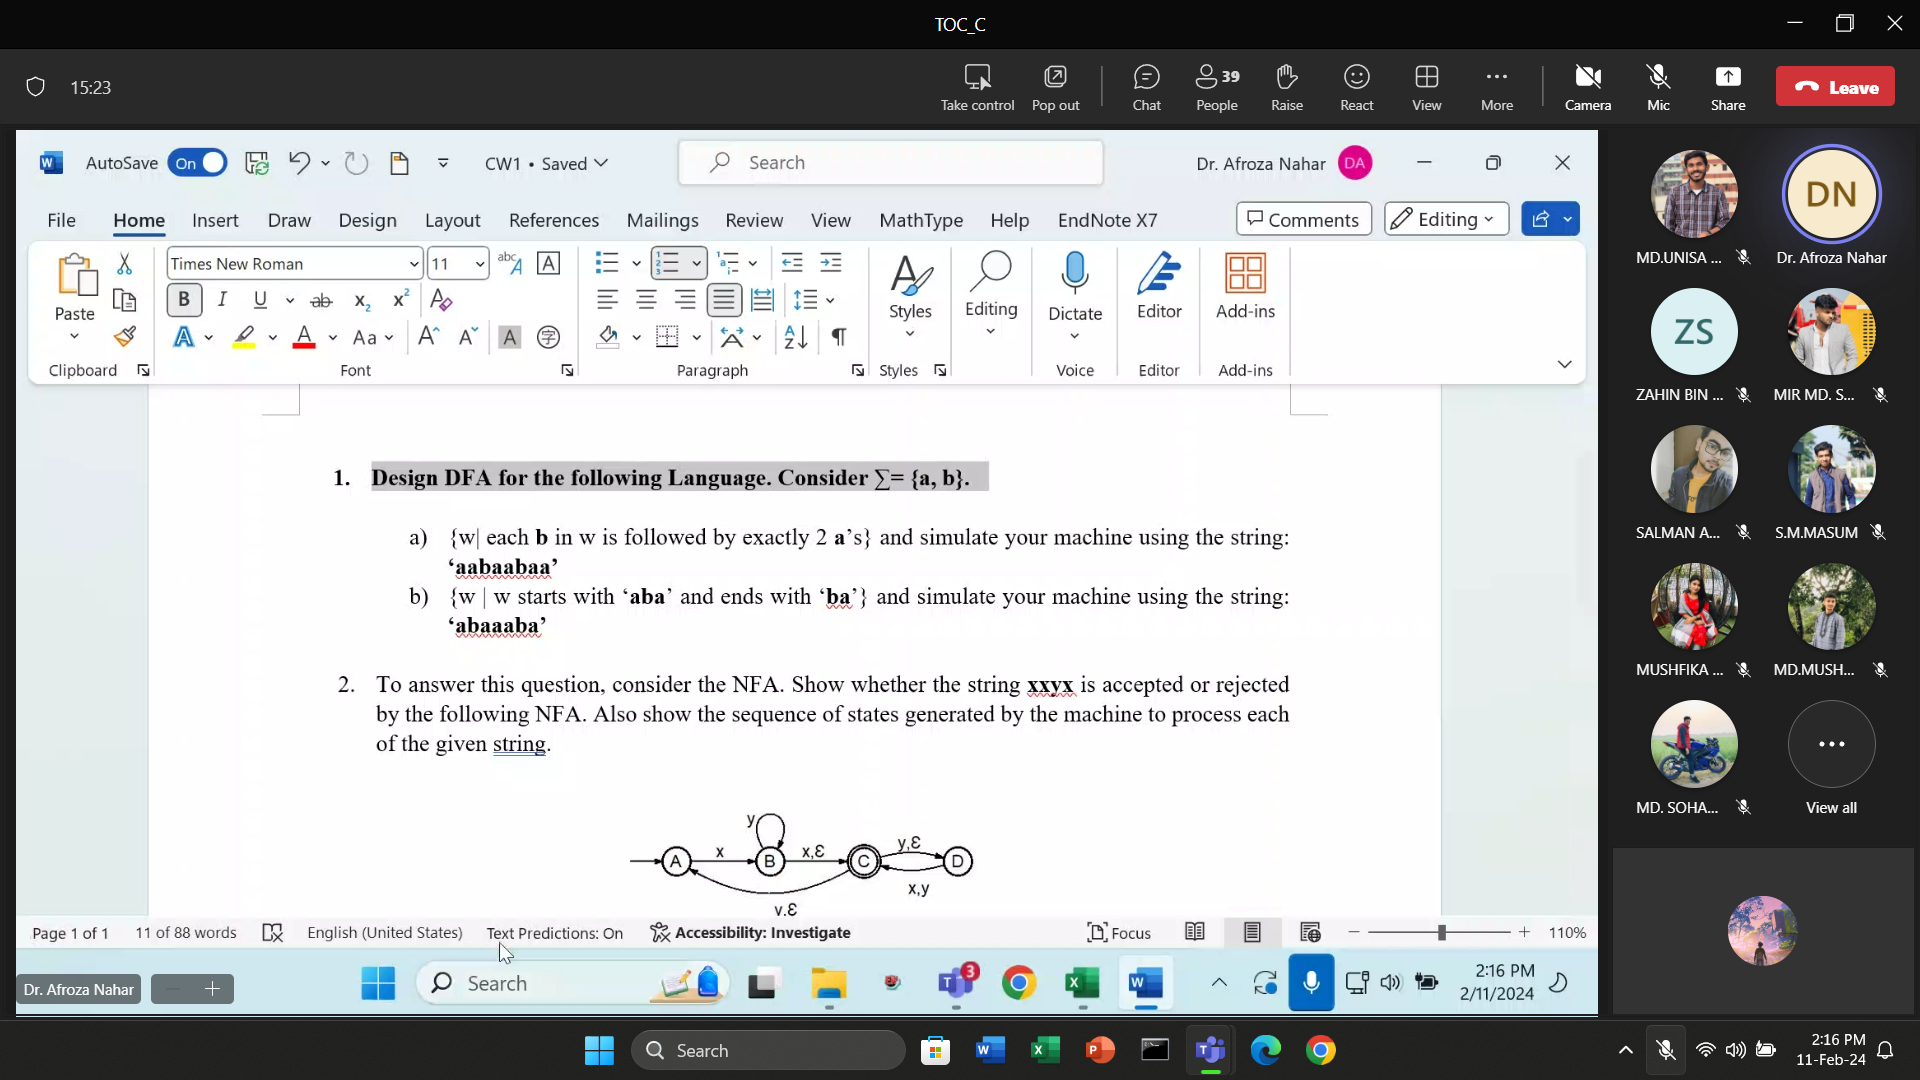 TOC_C
15:23
Take control
Pop out
Chat
39
People
Raise
React
View
More
Camera
Mic
Share
Leave
AutoSave On
CW1 • Saved
Search
Dr. Afroza Nahar DA
File Home Insert Draw Design Layout References Mailings Review View MathType Help EndNote X7
Comments
Editing
Paste
Clipboard
Times New Roman 11
Font
Paragraph
Styles
Styles
Editing
Dictate
Voice
Editor
Editor
Add-ins
Add-ins
1. Design DFA for the following Language. Consider ∑= {a, b}.
a) {w| each b in w is followed by exactly 2 a’s} and simulate your machine using the string:
‘aabaabaa’
b) {w | w starts with ‘aba’ and ends with ‘ba’} and simulate your machine using the string:
‘abaaaba’
2. To answer this question, consider the NFA. Show whether the string xxyx is accepted or rejected
by the following NFA. Also show the sequence of states generated by the machine to process each
of the given string.
y
A x B x,Ɛ C y,Ɛ D
x,y
y,Ɛ
Page 1 of 1 11 of 88 words English (United States) Text Predictions: On Accessibility: Investigate Focus 110%
Dr. Afroza Nahar
Search
3
2:16 PM
2/11/2024
MD.UNISA ...
DN
Dr. Afroza Nahar
ZS
ZAHIN BIN ...
MIR MD. S...
SALMAN A...
S.M.MASUM
MUSHFIKA ...
MD.MUSH...
MD. SOHA...
View all
Search
2:16 PM
11-Feb-24